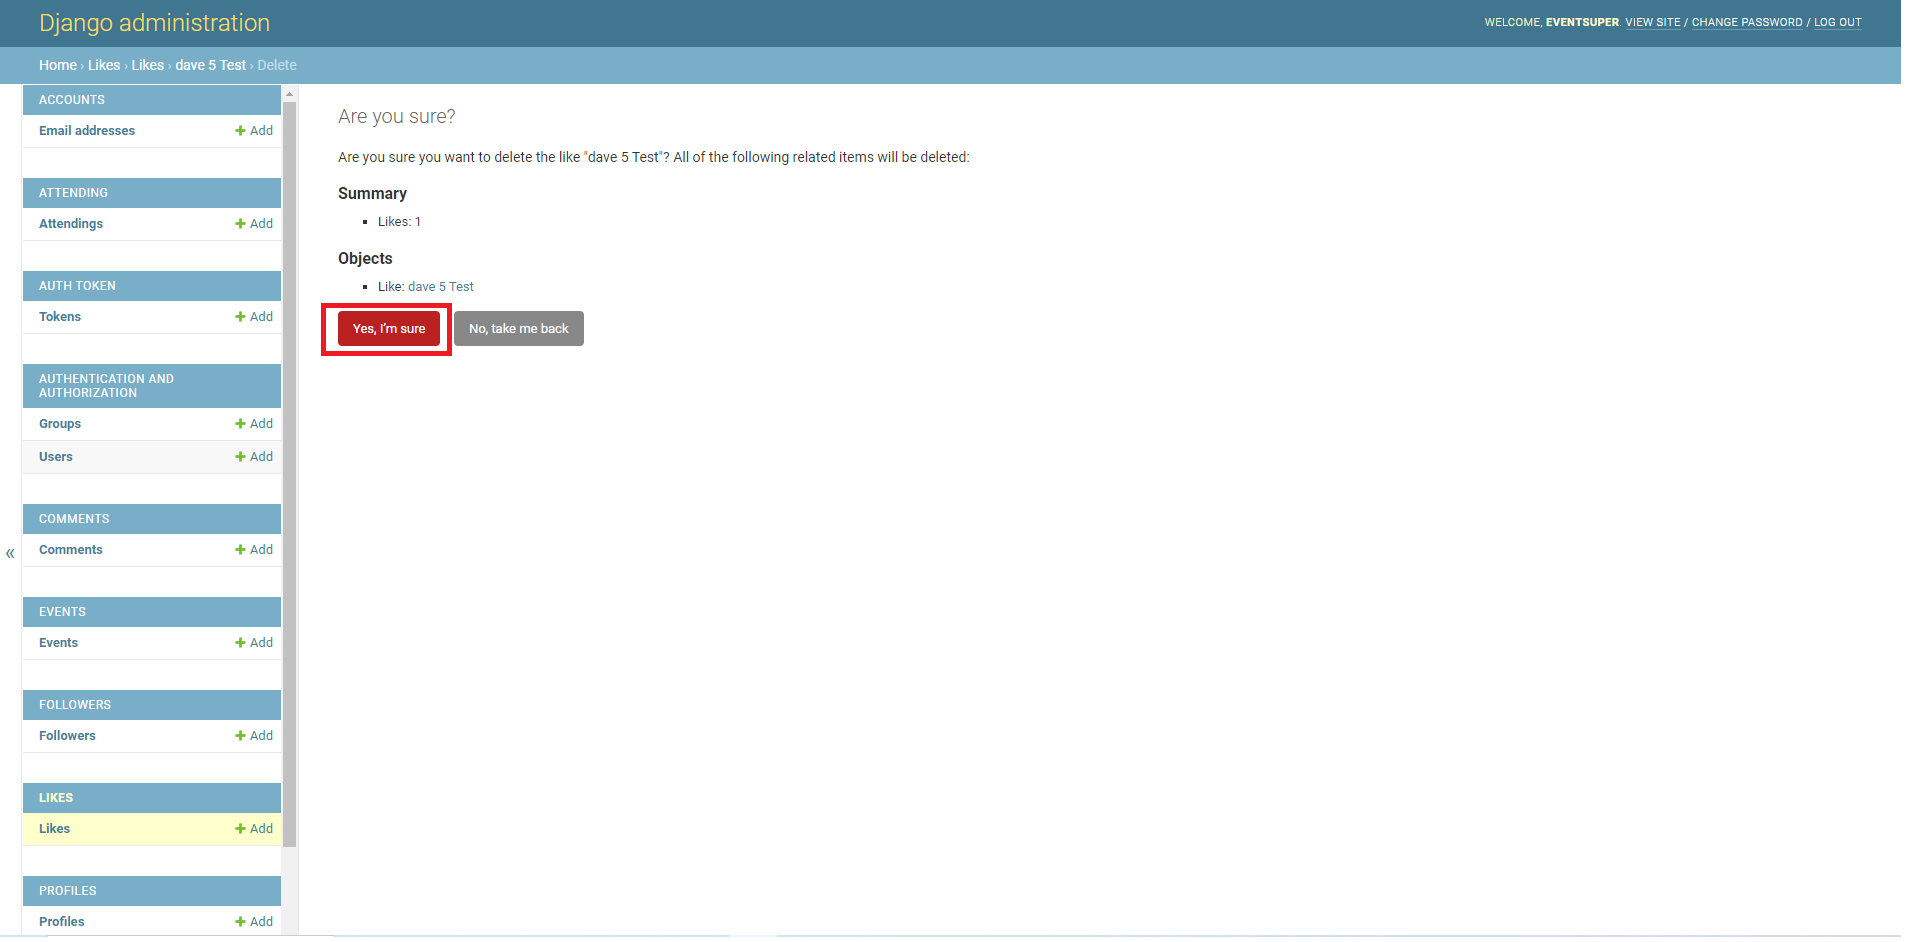 Django administration
WELCOME, EVENTSUPER. VIEW SITE / CHANGE PASSWORD / LOG OUT
Home › Likes › Likes › dave 5 Test › Delete
ACCOUNTS
Email addresses + Add
ATTENDING
Attendings + Add
AUTH TOKEN
Tokens + Add
AUTHENTICATION AND
AUTHORIZATION
Groups + Add
Users + Add
COMMENTS
Comments + Add
EVENTS
Events + Add
FOLLOWERS
Followers + Add
LIKES
Likes + Add
PROFILES
Profiles + Add
«
Are you sure?
Are you sure you want to delete the like "dave 5 Test"? All of the following related items will be deleted:
Summary
▪ Likes: 1
Objects
▪ Like: dave 5 Test
Yes, I'm sure
No, take me back